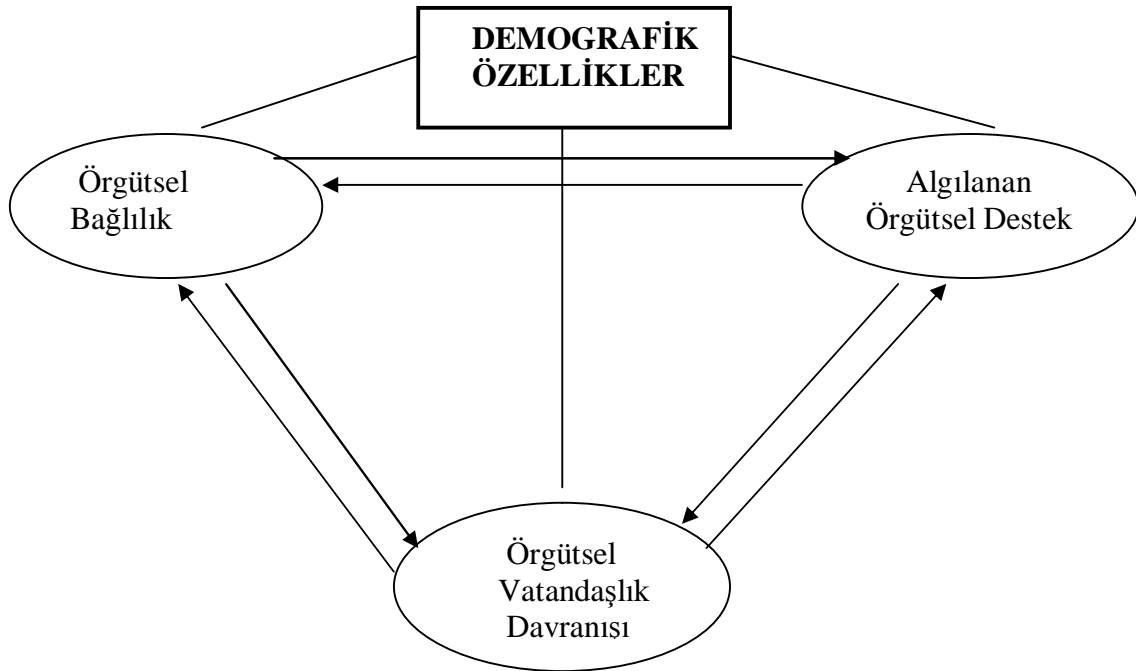 DEMOGRAFİK
ÖZELLİKLER
Örgütsel
Bağlılık
Algılanan
Örgütsel Destek
Örgütsel
Vatandaşlık
Davranışı